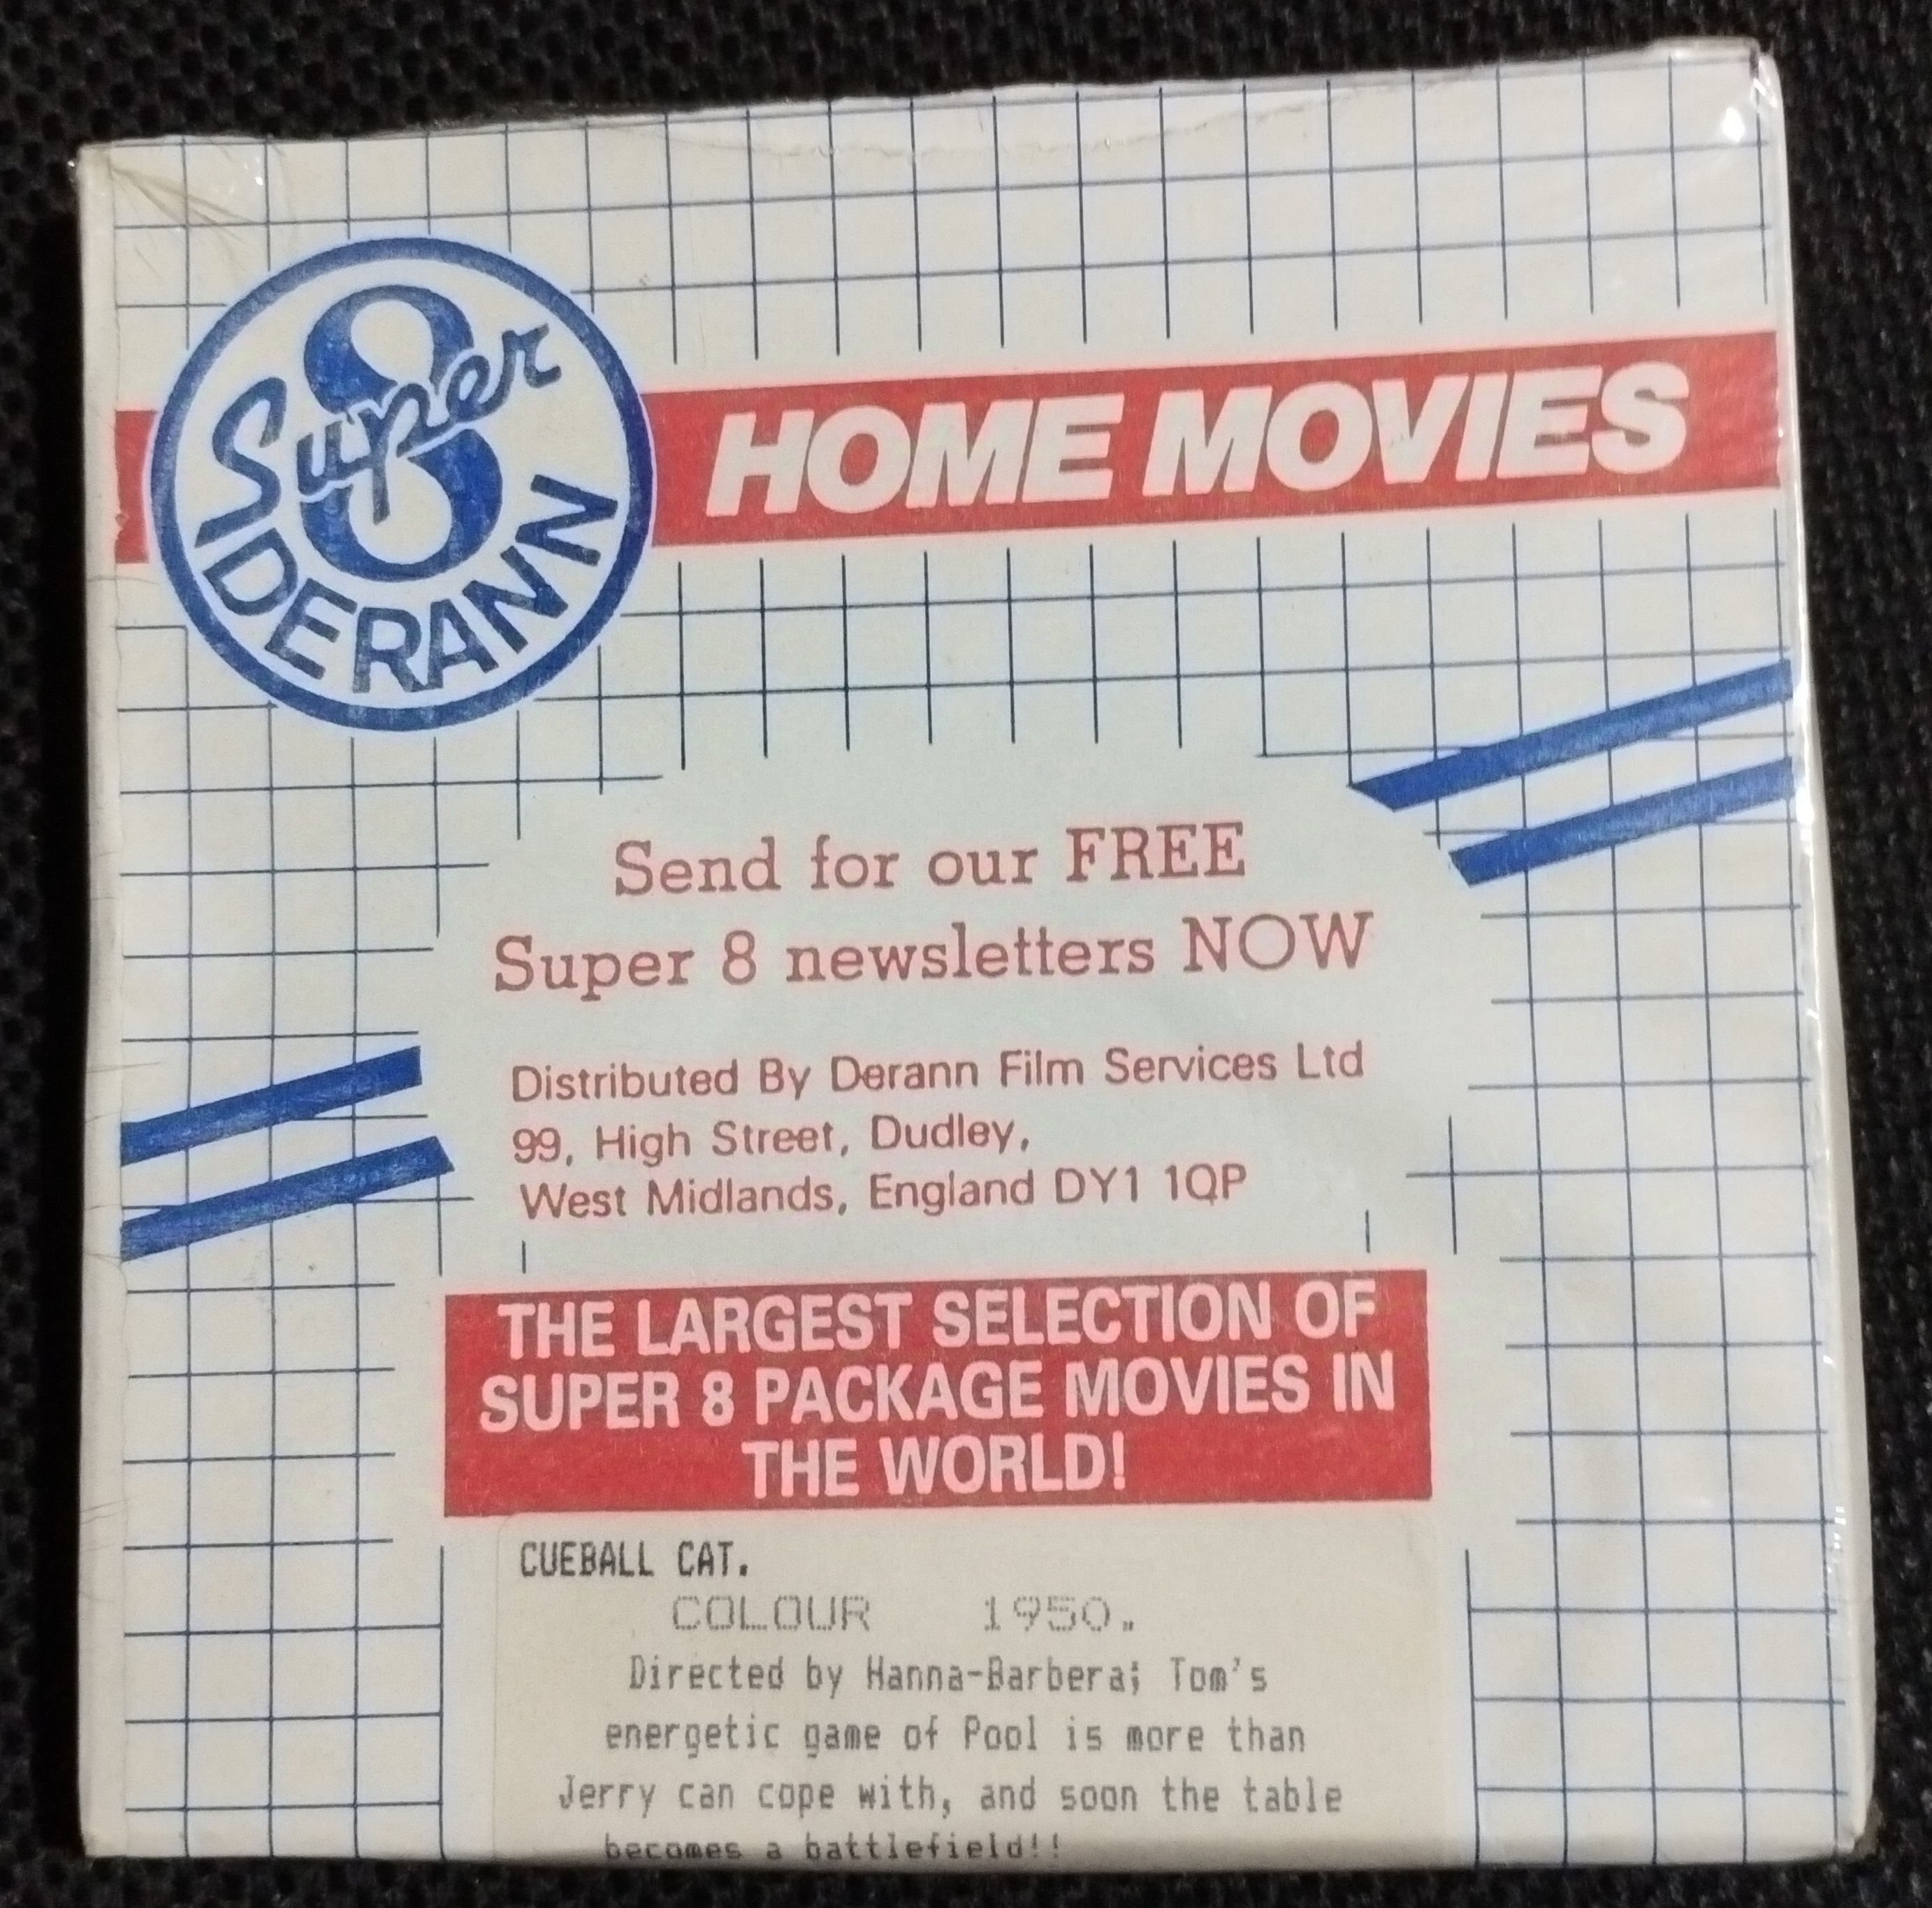 Super 8
DERANN
HOME MOVIES
Send for our FREE
Super 8 newsletters NOW
Distributed By Derann Film Services Ltd
99, High Street, Dudley,
West Midlands, England DY1 1QP
THE LARGEST SELECTION OF
SUPER 8 PACKAGE MOVIES IN
THE WORLD!
CUEBALL CAT.
COLOUR 1950.
Directed by Hanna-Barbera; Tom's
energetic game of Pool is more than
Jerry can cope with, and soon the table
becomes a battlefield!!